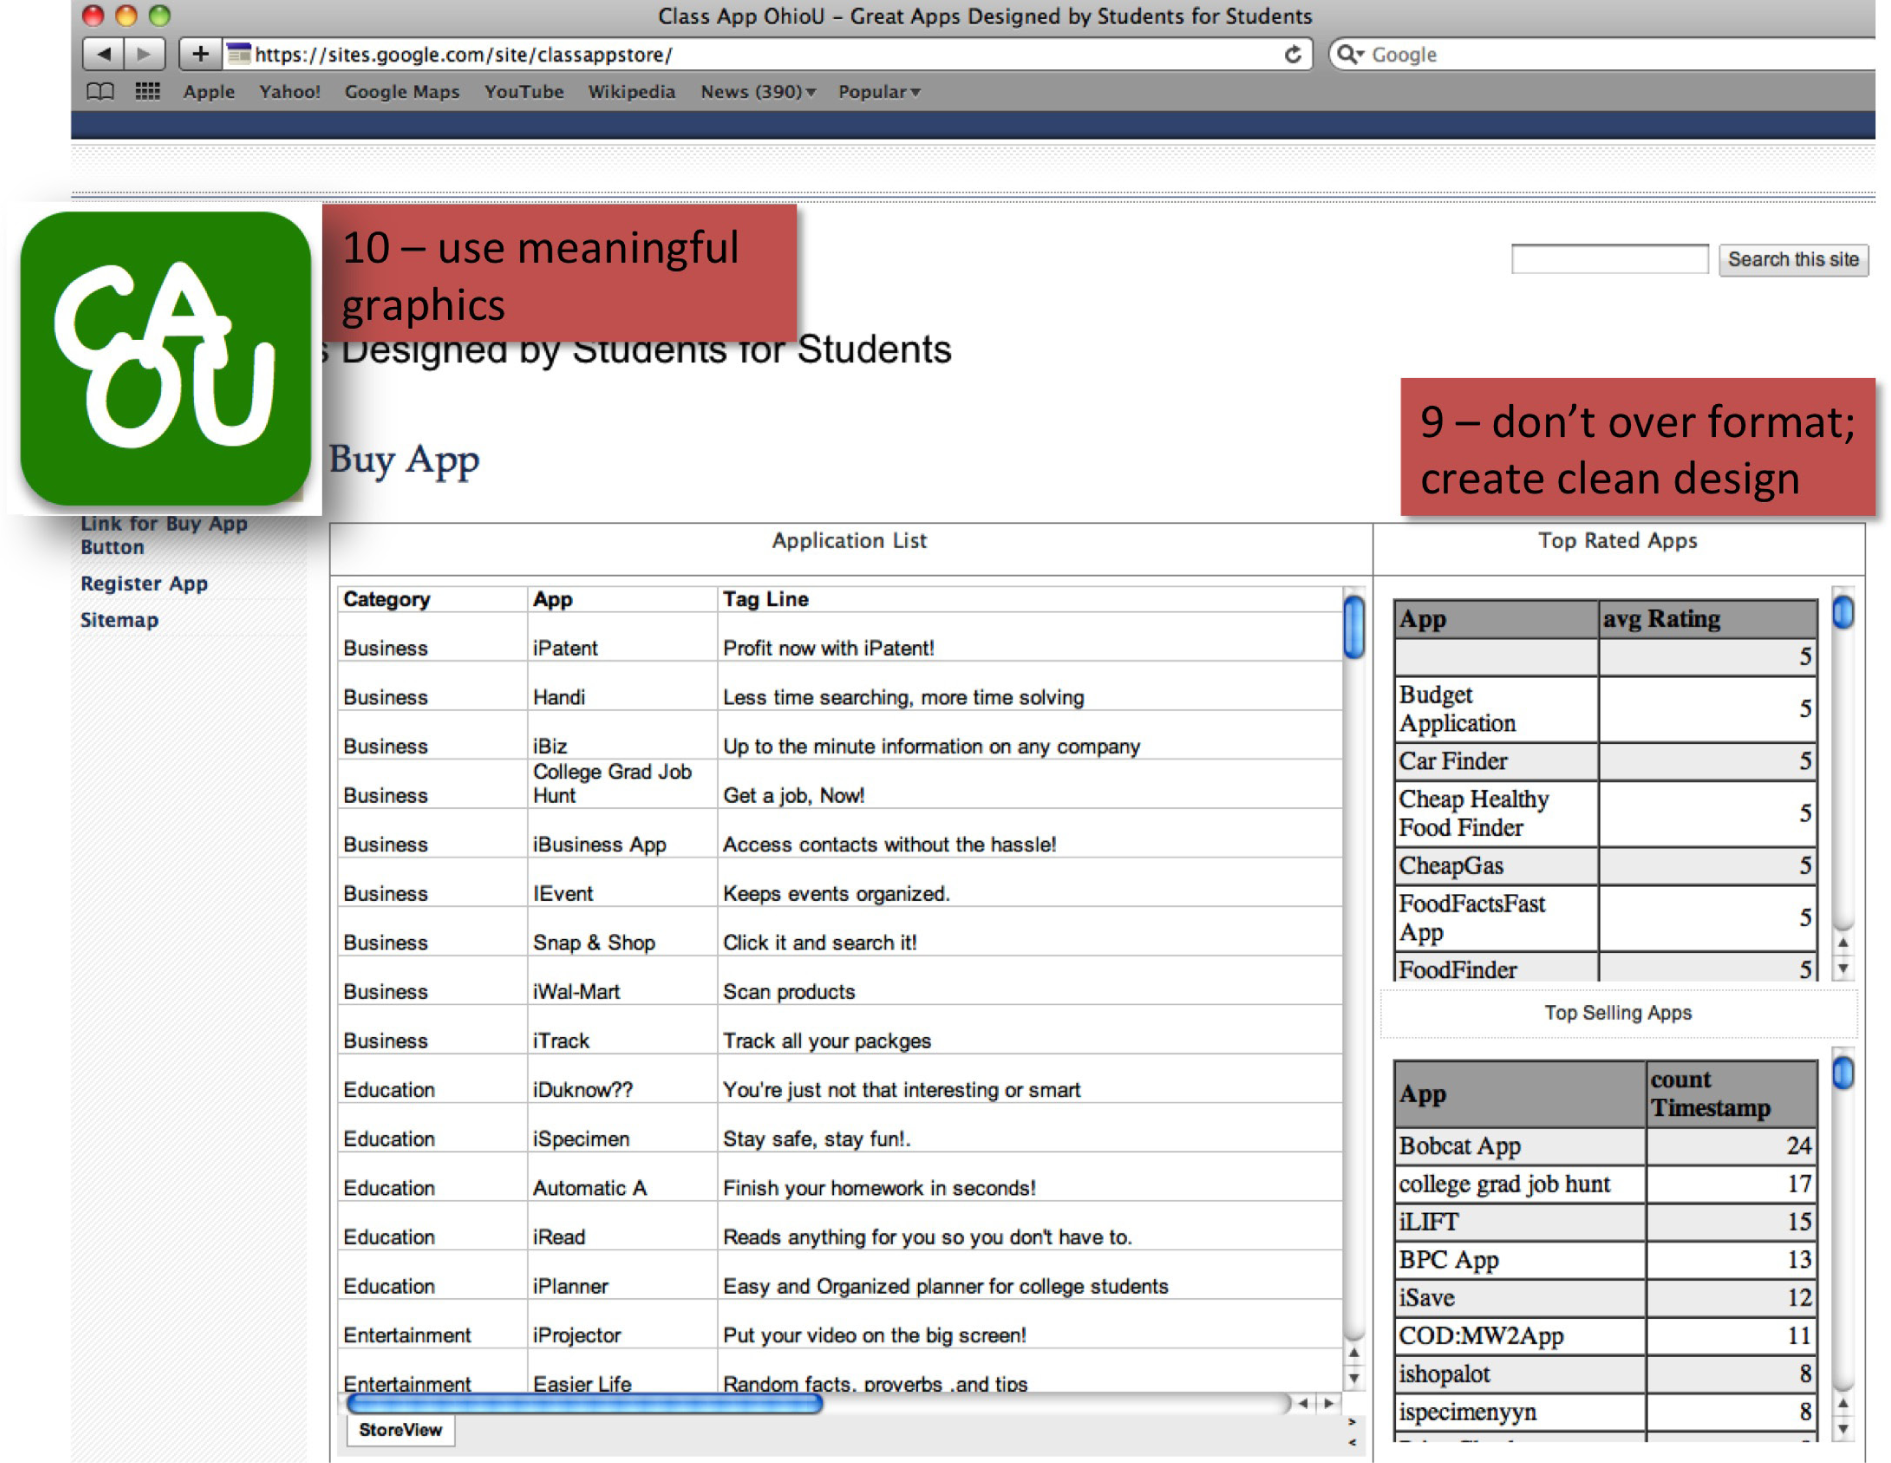 Class App OhioU – Great Apps Designed by Students for Students
https://sites.google.com/site/classappstore/
Google
Apple Yahoo! Google Maps YouTube Wikipedia News (390) Popular
CA
OU
10 – use meaningful
graphics
Search this site
s Designed by Students for Students
9 – don’t over format;
create clean design
Buy App
Link for Buy App
Button
Register App
Sitemap
Application List
Category App Tag Line
Business iPatent Profit now with iPatent!
Business Handi Less time searching, more time solving
Business iBiz Up to the minute information on any company
Business College Grad Job Hunt Get a job, Now!
Business iBusiness App Access contacts without the hassle!
Business IEvent Keeps events organized.
Business Snap & Shop Click it and search it!
Business iWal-Mart Scan products
Business iTrack Track all your packges
Education iDuknow?? You're just not that interesting or smart
Education iSpecimen Stay safe, stay fun!.
Education Automatic A Finish your homework in seconds!
Education iRead Reads anything for you so you don't have to.
Education iPlanner Easy and Organized planner for college students
Entertainment iProjector Put your video on the big screen!
Entertainment Easier Life Random facts, proverbs ,and tips
StoreView
Top Rated Apps
App avg Rating
5
Budget Application 5
Car Finder 5
Cheap Healthy Food Finder 5
CheapGas 5
FoodFactsFast App 5
FoodFinder 5
Top Selling Apps
App count Timestamp
Bobcat App 24
college grad job hunt 17
iLIFT 15
BPC App 13
iSave 12
COD:MW2App 11
ishopalot 8
ispecimenyyn 8